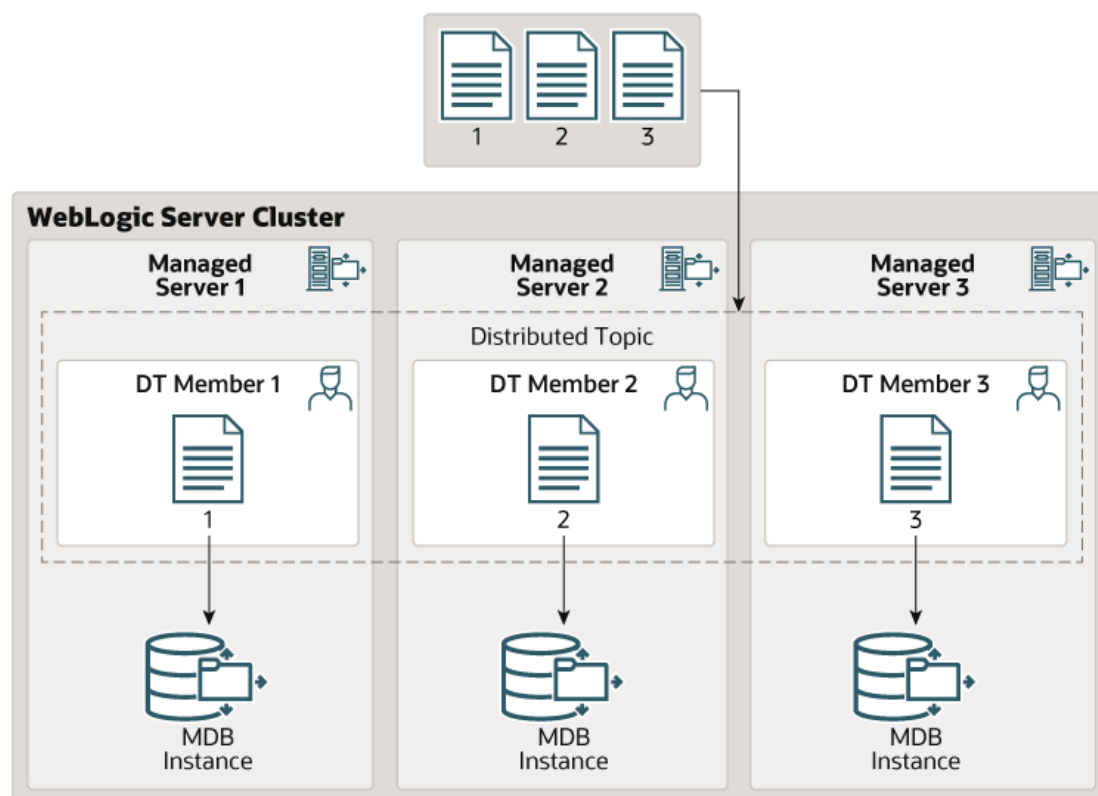 1 2 3
WebLogic Server Cluster
Managed
Server 1
Managed
Server 2
Managed
Server 3
Distributed Topic
DT Member 1
DT Member 2
DT Member 3
1
2
3
MDB
Instance
MDB
Instance
MDB
Instance